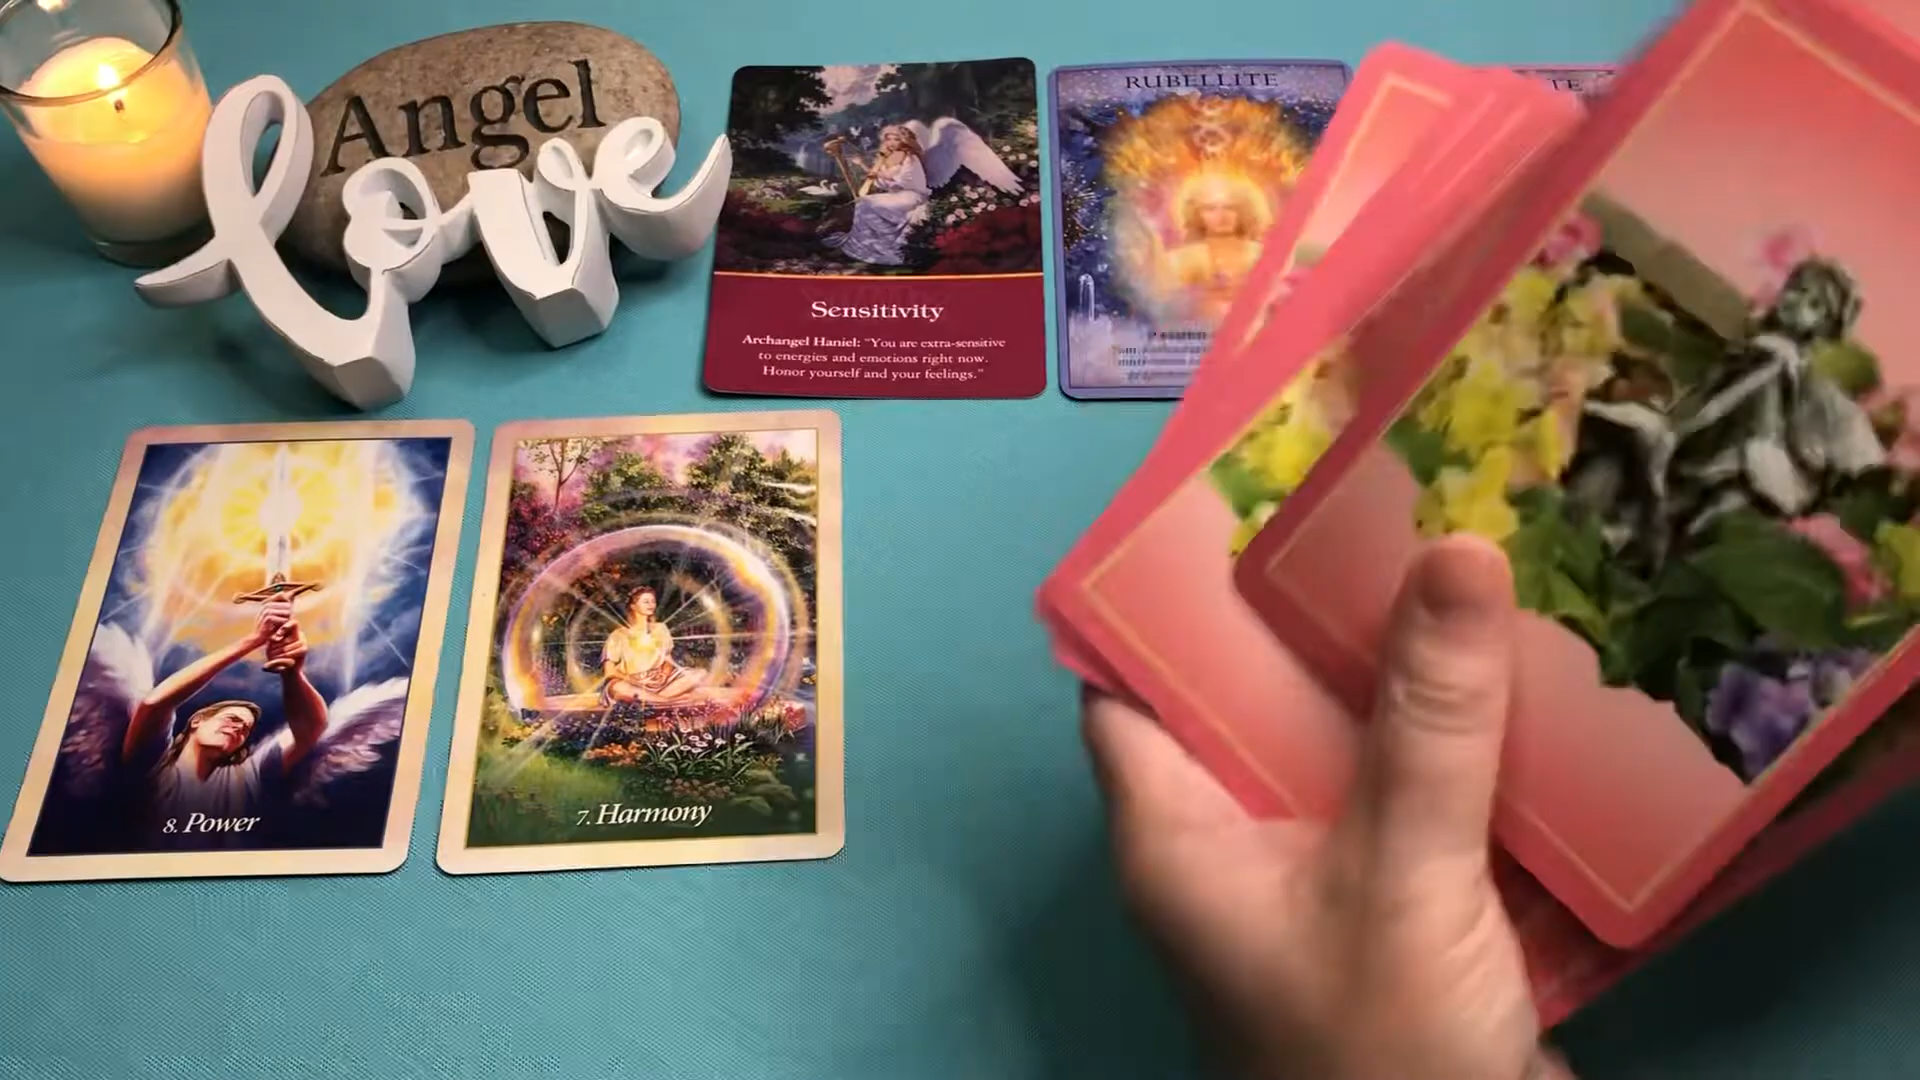 Angel
love
RUBELLITE
TE
Sensitivity
Archangel Haniel: "You are extra-sensitive
to energies and emotions right now.
Honor yourself and your feelings."
8. Power
7. Harmony